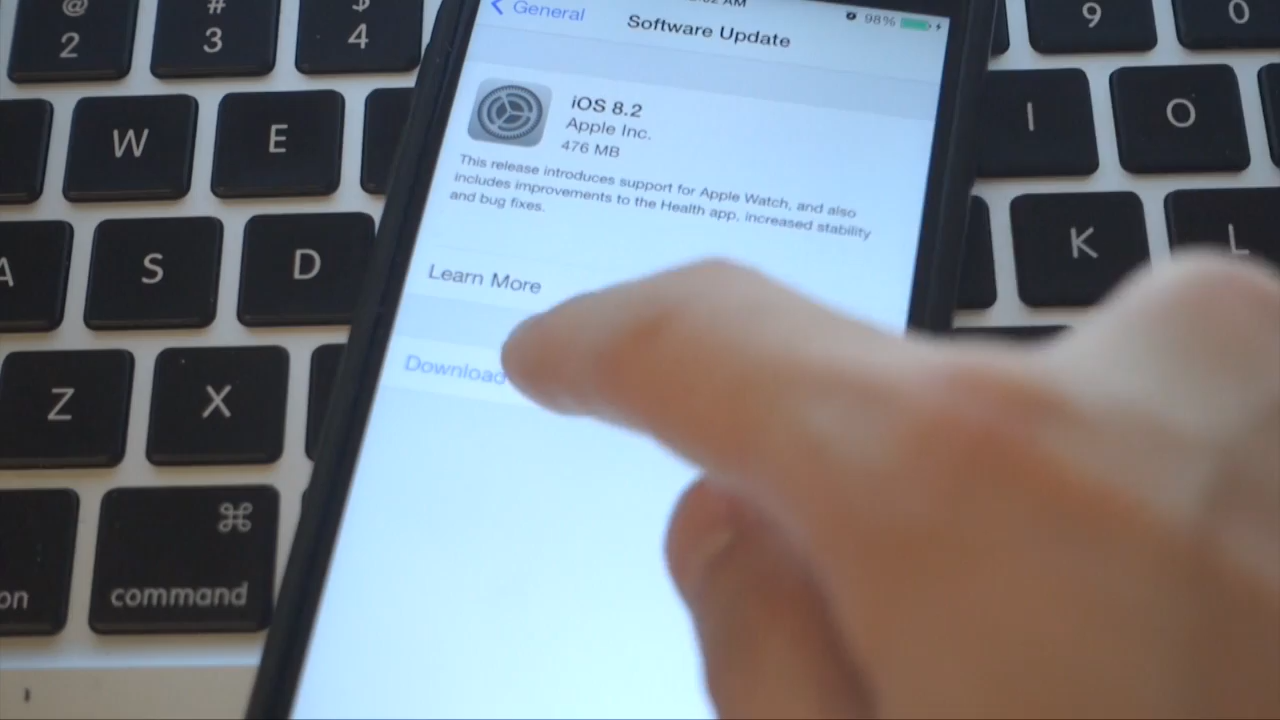 General
Software Update
98%
iOS 8.2
Apple Inc.
476 MB
This release introduces support for Apple Watch, and also
includes improvements to the Health app, increased stability
and bug fixes.
Learn More
Download
@
2
#
3
$
4
9
0
W
E
I
O
A
S
D
K
L
Z
X
⌘
command